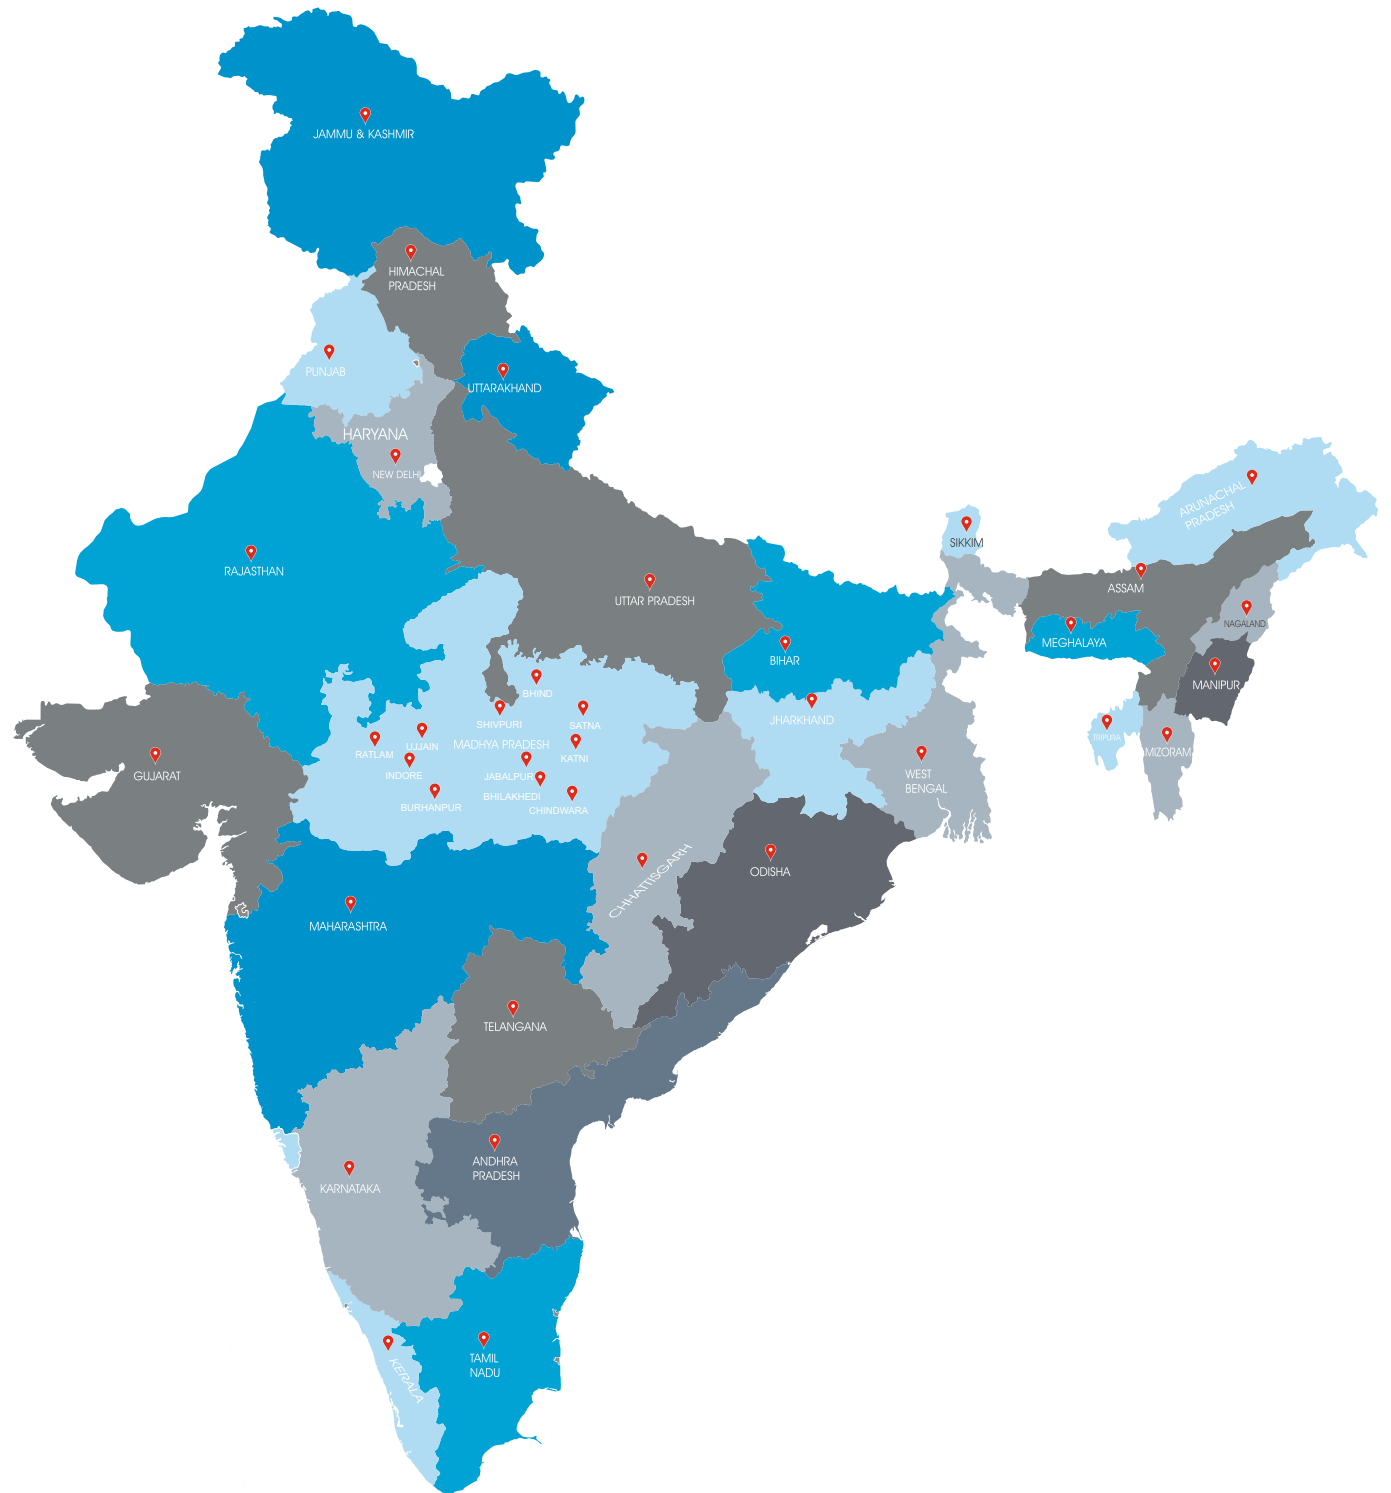 JAMMU & KASHMIR
HIMACHAL
PRADESH
PUNJAB
UTTARAKHAND
HARYANA
NEW DELHI
ARUNACHAL
PRADESH
SIKKIM
RAJASTHAN
ASSAM
UTTAR PRADESH
NAGALAND
MEGHALAYA
BIHAR
MANIPUR
BHIND
SHIVPURI
SATNA
JHARKHAND
TRIPURA
UJJAIN
MADHYA PRADESH
RATLAM
KATNI
MIZORAM
GUJARAT
INDORE
JABALPUR
WEST
BENGAL
BHILAKHEDI
BURHANPUR
CHINDWARA
ODISHA
CHHATTISGARH
MAHARASHTRA
TELANGANA
ANDHRA
PRADESH
KARNATAKA
TAMIL
NADU
KERALA